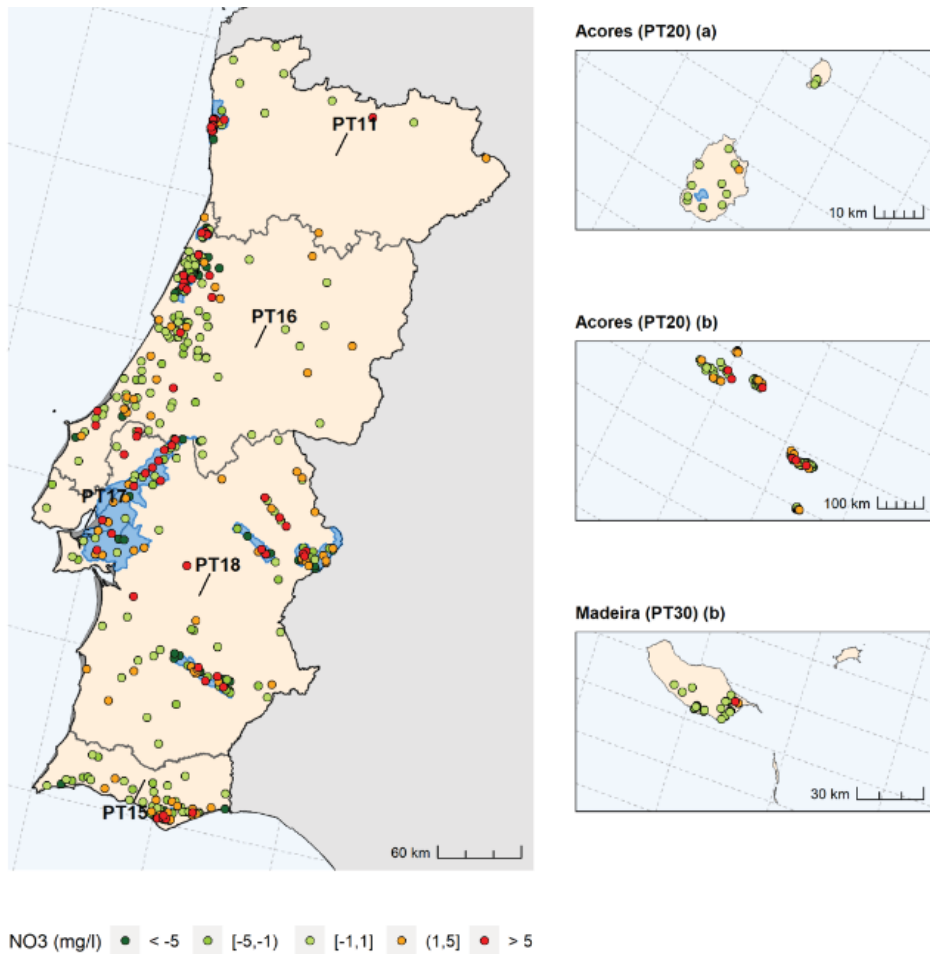 Acores (PT20) (a)
PT11
10 km
Acores (PT20) (b)
PT16
PT17
100 km
PT18
Madeira (PT30) (b)
30 km
PT15
60 km
NO3 (mg/l) < -5 [-5,-1) [-1,1] (1,5] > 5